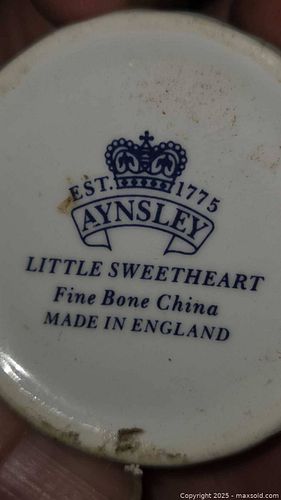 EST. 1775
AYNSLEY
LITTLE SWEETHEART
Fine Bone China
MADE IN ENGLAND
Copyright © 2025 - maxsold.com